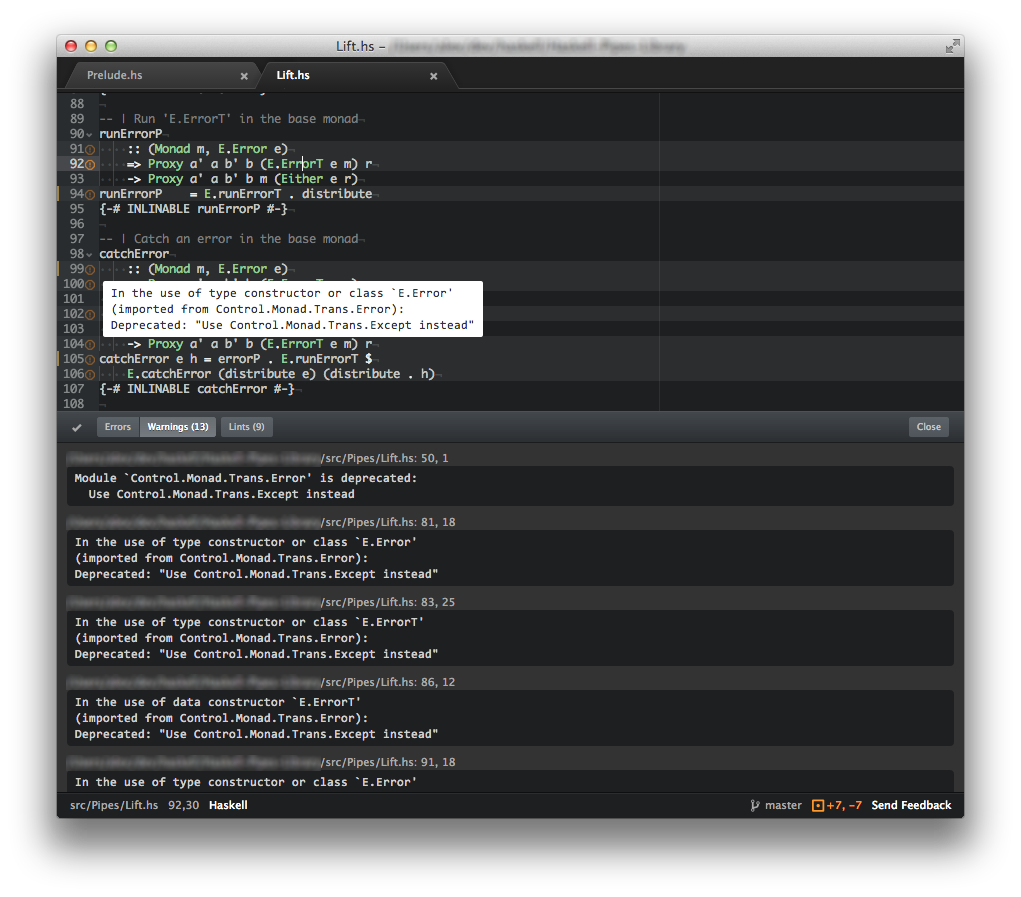 Lift.hs –
Prelude.hs
Lift.hs
88
89 -- | Run 'E.ErrorT' in the base monad
90 runErrorP
91 :: (Monad m, E.Error e)
92 => Proxy a' a b' b (E.ErrorT e m) r
93 -> Proxy a' a b' b m (Either e r)
94 runErrorP = E.runErrorT . distribute
95 {-# INLINABLE runErrorP #-}
96
97 -- | Catch an error in the base monad
98 catchError
99 :: (Monad m, E.Error e)
100
101
102
103
In the use of type constructor or class `E.Error'
(imported from Control.Monad.Trans.Error):
Deprecated: "Use Control.Monad.Trans.Except instead"
104 -> Proxy a' a b' b (E.ErrorT e m) r
105 catchError e h = errorP . E.runErrorT $
106 E.catchError (distribute e) (distribute . h)
107 {-# INLINABLE catchError #-}
108
Errors Warnings (13) Lints (9) Close
/src/Pipes/Lift.hs: 50, 1
Module `Control.Monad.Trans.Error' is deprecated:
Use Control.Monad.Trans.Except instead
/src/Pipes/Lift.hs: 81, 18
In the use of type constructor or class `E.Error'
(imported from Control.Monad.Trans.Error):
Deprecated: "Use Control.Monad.Trans.Except instead"
/src/Pipes/Lift.hs: 83, 25
In the use of type constructor or class `E.ErrorT'
(imported from Control.Monad.Trans.Error):
Deprecated: "Use Control.Monad.Trans.Except instead"
/src/Pipes/Lift.hs: 86, 12
In the use of data constructor `E.ErrorT'
(imported from Control.Monad.Trans.Error):
Deprecated: "Use Control.Monad.Trans.Except instead"
/src/Pipes/Lift.hs: 91, 18
In the use of type constructor or class `E.Error'
src/Pipes/Lift.hs 92,30 Haskell master +7, -7 Send Feedback